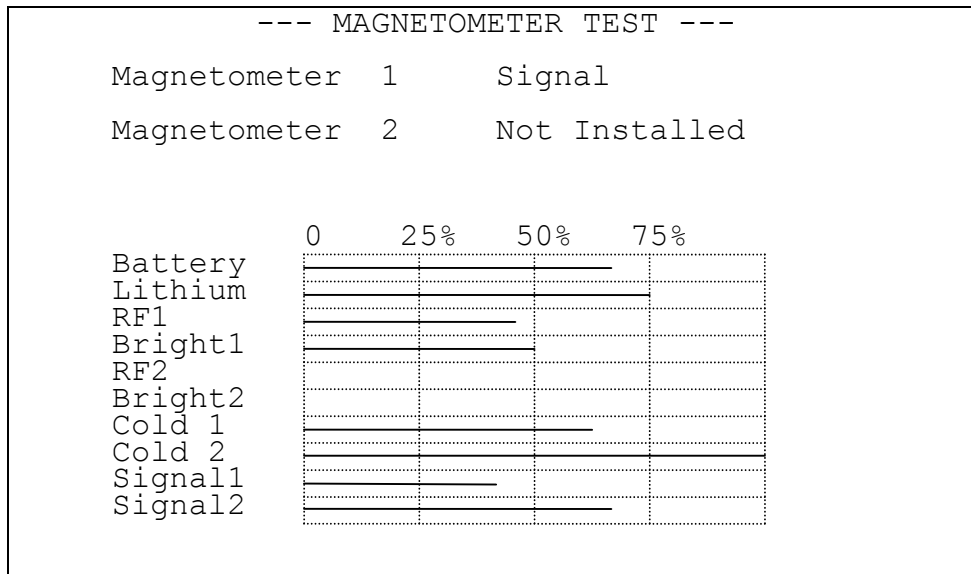 --- MAGNETOMETER TEST ---
Magnetometer 1 Signal
Magnetometer 2 Not Installed
0 25% 50% 75%
Battery
Lithium
RF1
Bright1
RF2
Bright2
Cold 1
Cold 2
Signal1
Signal2